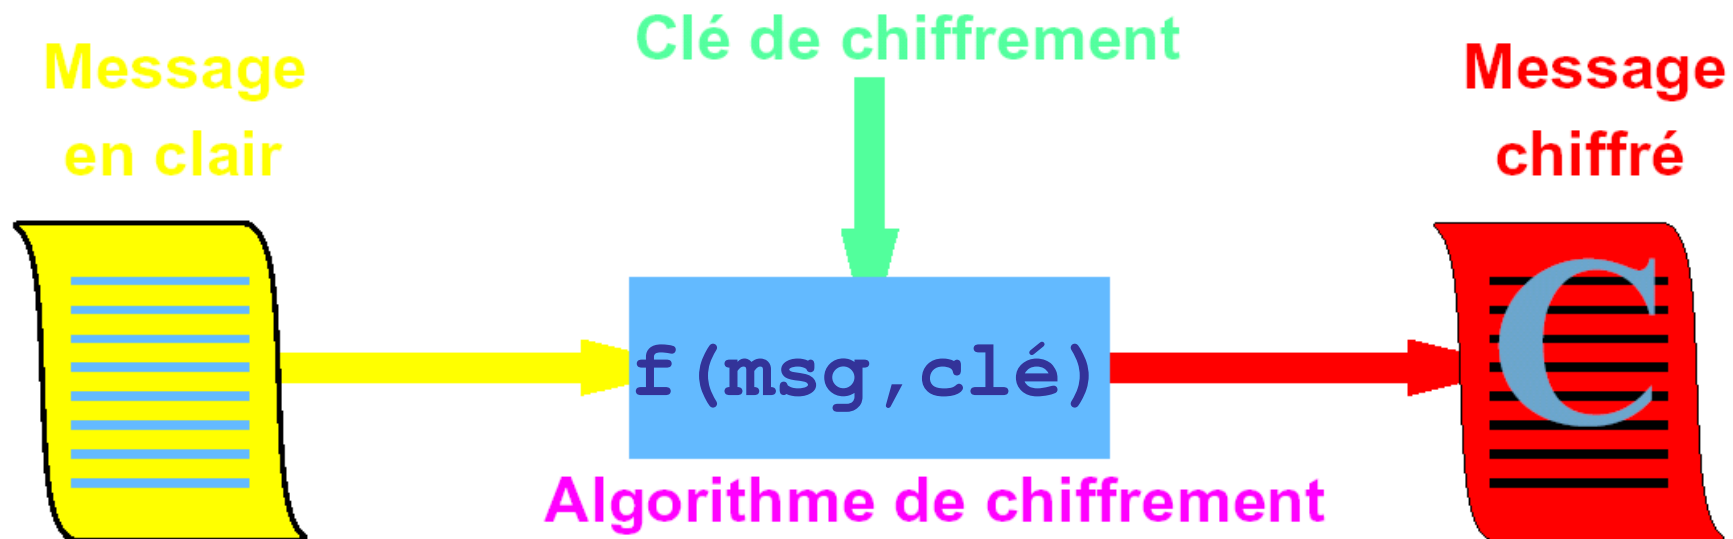 Message
en clair
Clé de chiffrement
f(msg,clé)
Algorithme de chiffrement
Message
chiffré
C